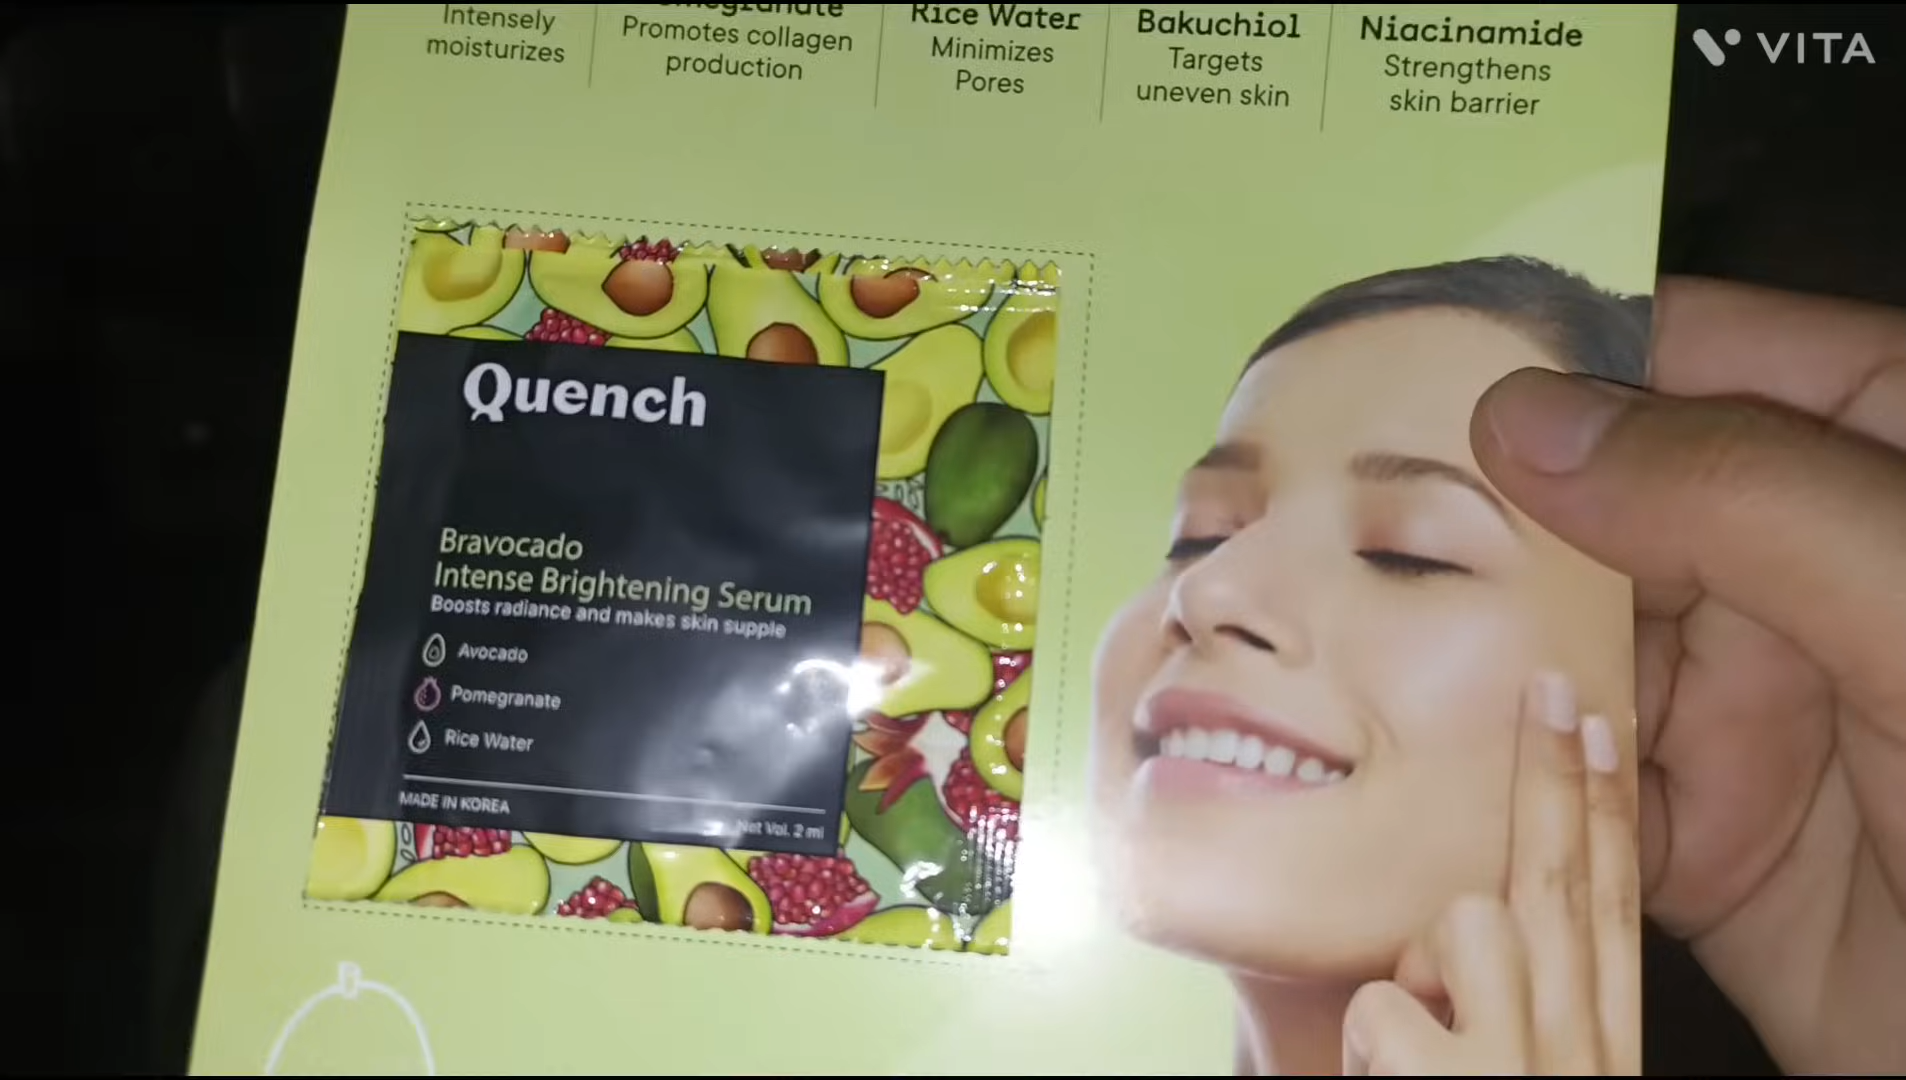 VITA
Intensely
moisturizes
Promotes collagen
production
Rice Water
Minimizes
Pores
Bakuchiol
Targets
uneven skin
Niacinamide
Strengthens
skin barrier
Quench
Bravocado
Intense Brightening Serum
Boosts radiance and makes skin supple
Avocado
Pomegranate
Rice Water
MADE IN KOREA
Net Vol. 2 ml